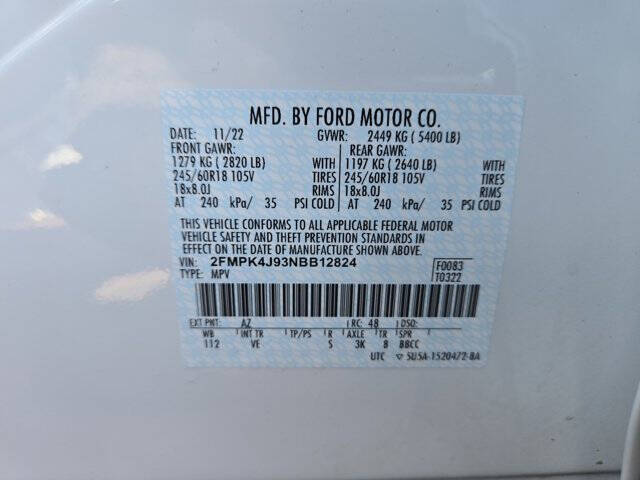 MFD. BY FORD MOTOR CO.
DATE: 11/22 GVWR: 2449 KG ( 5400 LB)
FRONT GAWR: REAR GAWR:
1279 KG ( 2820 LB) WITH 1197 KG ( 2640 LB) WITH
245/60R18 105V TIRES 245/60R18 105V TIRES
18x8.0J RIMS 18x8.0J RIMS
AT 240 kPa/ 35 PSI COLD AT 240 kPa/ 35 PSI COLD
THIS VEHICLE CONFORMS TO ALL APPLICABLE FEDERAL MOTOR
VEHICLE SAFETY AND THEFT PREVENTION STANDARDS IN
EFFECT ON THE DATE OF MANUFACTURE SHOWN ABOVE.
VIN: 2FMPK4J93NBB12824 F0083
TYPE: MPV T0322
EXT PNT: AZ RC: 48 DSO:
WB INT TR TP/PS R AXLE TR SPR
112 VE S 3K 8 BBCC
UTC ▽ 5U5A-1520472-BA